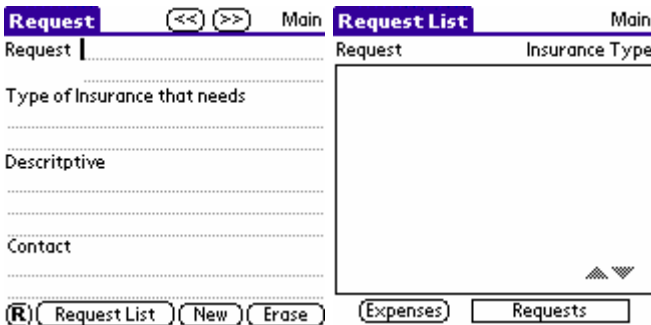 Request << >> Main
Request
Type of Insurance that needs
Descritptive
Contact
R Request List New Erase
Request List Main
Request Insurance Type
Expenses Requests